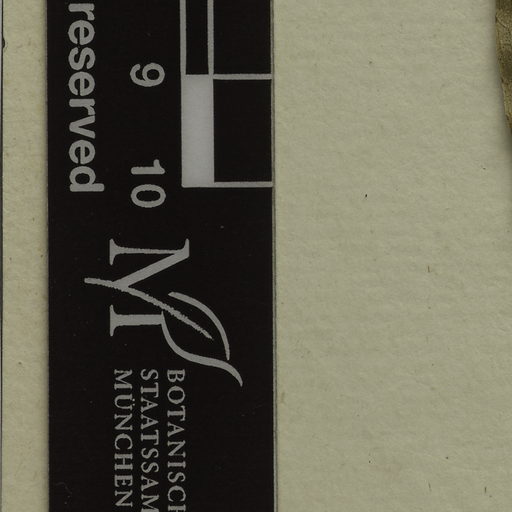 reserved
9 10
M
BOTANISCH
STAATSSAM
MÜNCHEN